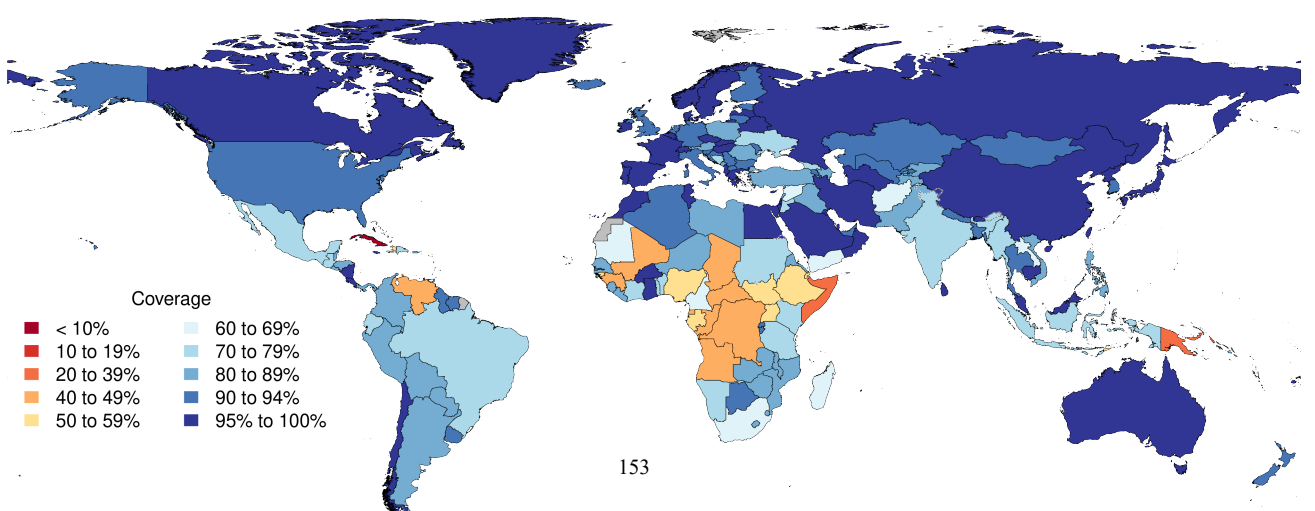 Coverage
< 10%
10 to 19%
20 to 39%
40 to 49%
50 to 59%
60 to 69%
70 to 79%
80 to 89%
90 to 94%
95% to 100%
153